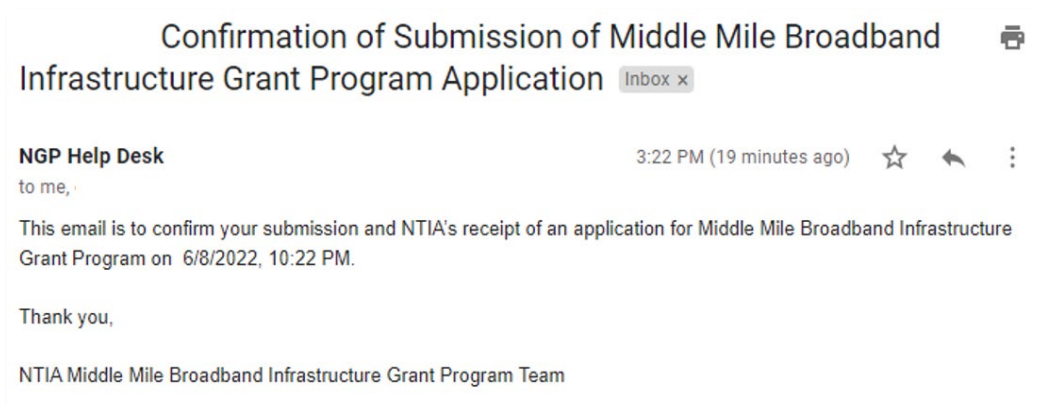 Confirmation of Submission of Middle Mile Broadband
Infrastructure Grant Program Application Inbox x
NGP Help Desk 3:22 PM (19 minutes ago)
to me,
This email is to confirm your submission and NTIA's receipt of an application for Middle Mile Broadband Infrastructure
Grant Program on 6/8/2022, 10:22 PM.
Thank you,
NTIA Middle Mile Broadband Infrastructure Grant Program Team